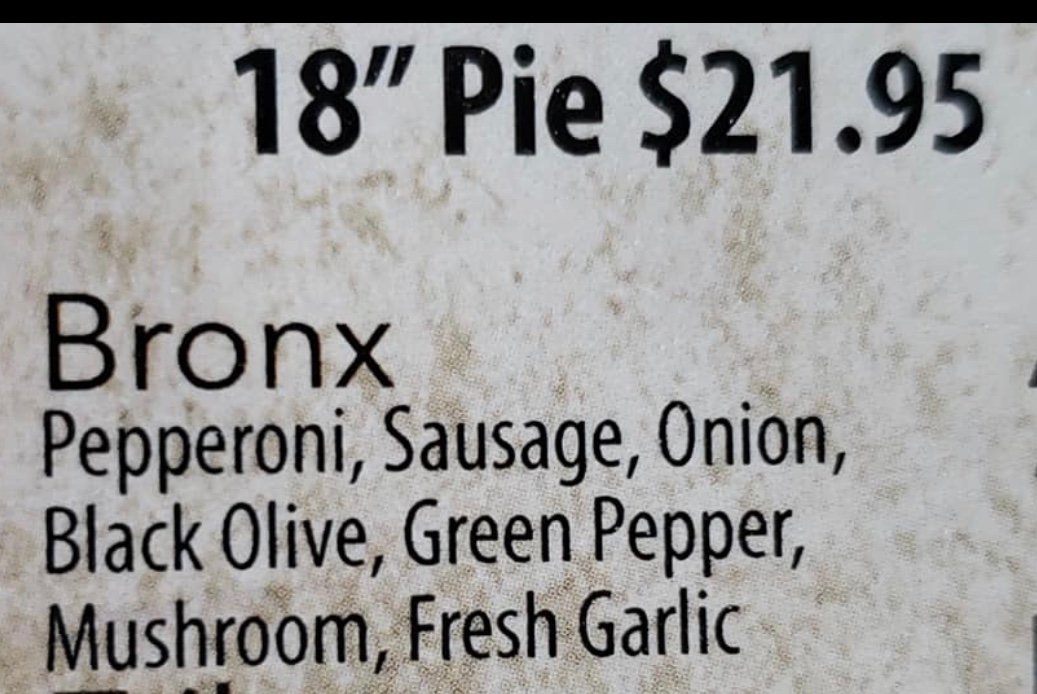 18" Pie $21.95
Bronx
Pepperoni, Sausage, Onion,
Black Olive, Green Pepper,
Mushroom, Fresh Garlic